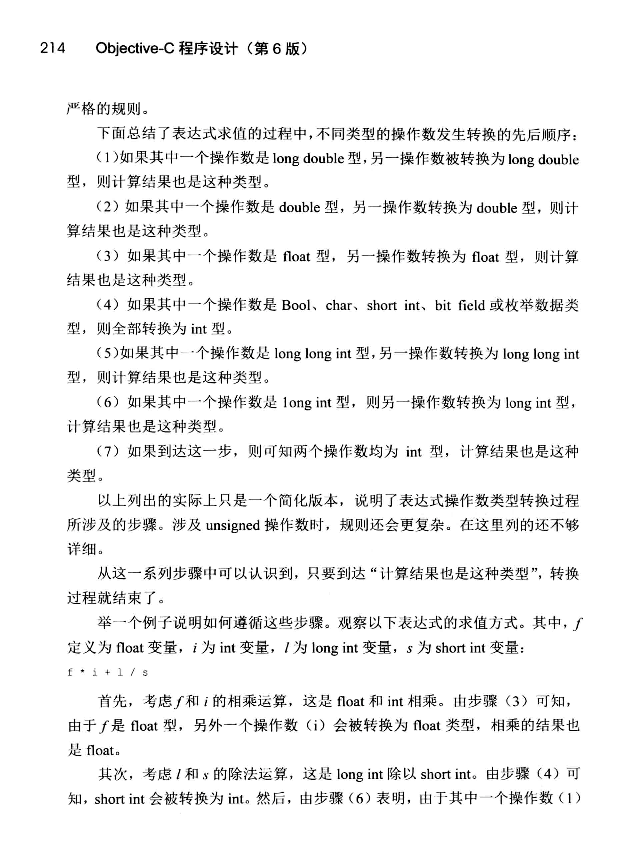 214 Objective-C 程序设计（第 6 版）
严格的规则。
下面总结了表达式求值的过程中，不同类型的操作数发生转换的先后顺序：
（1）如果其中一个操作数是 long double 型，另一操作数被转换为 long double
型，则计算结果也是这种类型。
（2）如果其中一个操作数是 double 型，另一操作数转换为 double 型，则计
算结果也是这种类型。
（3）如果其中一个操作数是 float 型，另一操作数转换为 float 型，则计算
结果也是这种类型。
（4）如果其中一个操作数是 Bool、char、short int、bit field 或枚举数据类
型，则全部转换为 int 型。
（5）如果其中一个操作数是 long long int 型，另一操作数转换为 long long int
型，则计算结果也是这种类型。
（6）如果其中一个操作数是 long int 型，则另一操作数转换为 long int 型，
计算结果也是这种类型。
（7）如果到达这一步，则可知两个操作数均为 int 型，计算结果也是这种
类型。
以上列出的实际上只是一个简化版本，说明了表达式操作数类型转换过程
所涉及的步骤。涉及 unsigned 操作数时，规则还会更复杂。在这里列的还不够
详细。
从这一系列步骤中可以认识到，只要到达“计算结果也是这种类型”，转换
过程就结束了。
举一个例子说明如何遵循这些步骤。观察以下表达式的求值方式。其中，f
定义为 float 变量，i 为 int 变量，l 为 long int 变量，s 为 short int 变量：
f * i + l / s
首先，考虑 f 和 i 的相乘运算，这是 float 和 int 相乘。由步骤（3）可知，
由于 f 是 float 型，另外一个操作数（i）会被转换为 float 类型，相乘的结果也
是 float。
其次，考虑 l 和 s 的除法运算，这是 long int 除以 short int。由步骤（4）可
知，short int 会被转换为 int。然后，由步骤（6）表明，由于其中一个操作数（1）